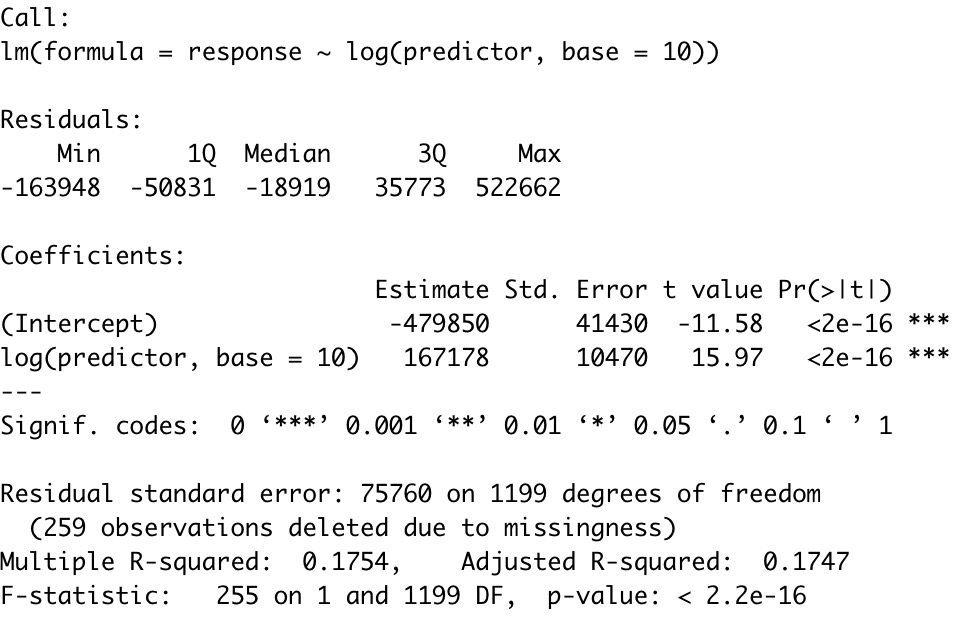 Call:
lm(formula = response ~ log(predictor, base = 10))
Residuals:
Min 1Q Median 3Q Max
-163948 -50831 -18919 35773 522662
Coefficients:
Estimate Std. Error t value Pr(>|t|)
(Intercept) -479850 41430 -11.58 <2e-16 ***
log(predictor, base = 10) 167178 10470 15.97 <2e-16 ***
---
Signif. codes: 0 ‘***’ 0.001 ‘**’ 0.01 ‘*’ 0.05 ‘.’ 0.1 ‘ ’ 1
Residual standard error: 75760 on 1199 degrees of freedom
(259 observations deleted due to missingness)
Multiple R-squared: 0.1754, Adjusted R-squared: 0.1747
F-statistic: 255 on 1 and 1199 DF, p-value: < 2.2e-16